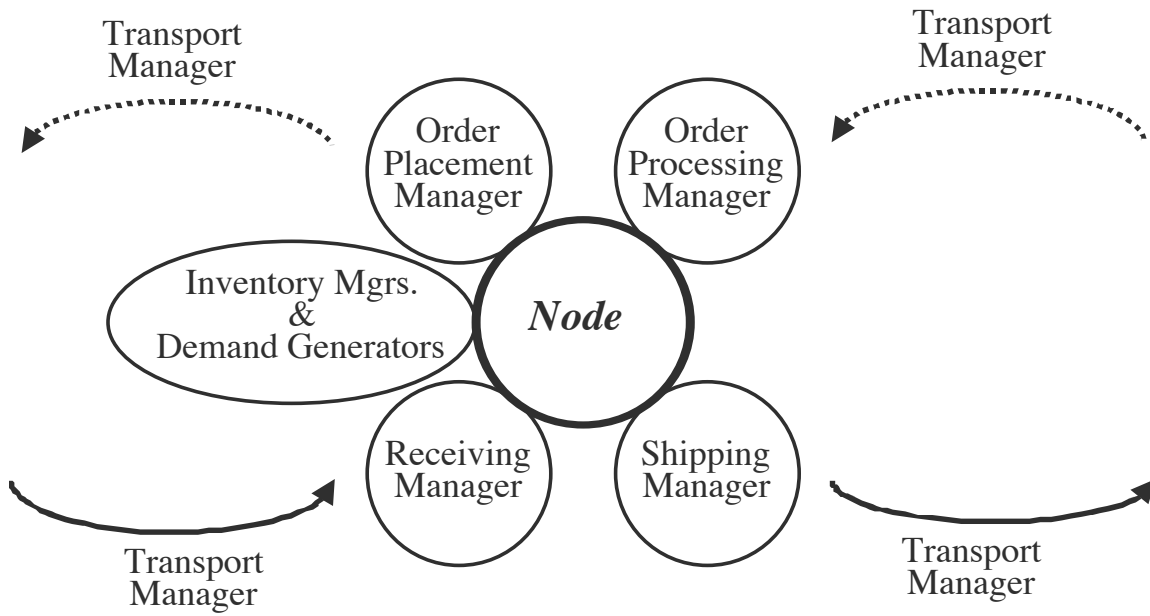 Transport
Manager
Transport
Manager
Order
Placement
Manager
Order
Processing
Manager
Inventory Mgrs.
&
Demand Generators
Node
Receiving
Manager
Shipping
Manager
Transport
Manager
Transport
Manager